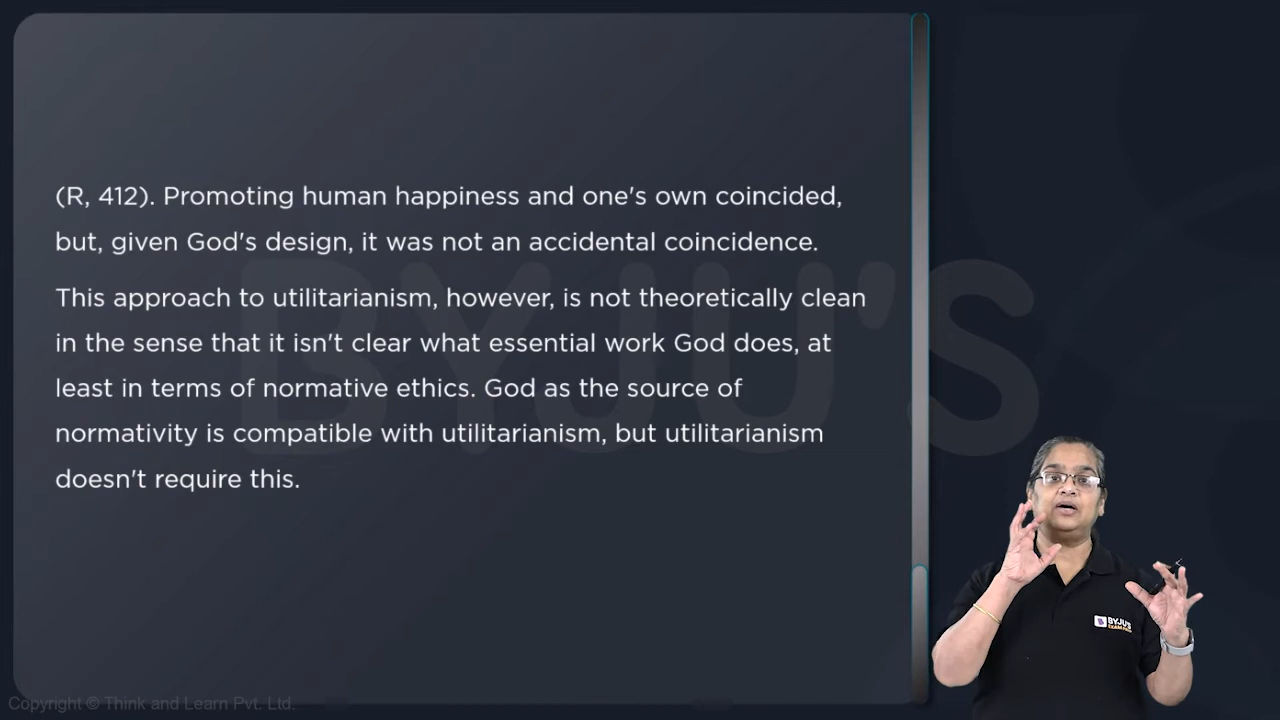 (R, 412). Promoting human happiness and one's own coincided,
but, given God's design, it was not an accidental coincidence.
This approach to utilitarianism, however, is not theoretically clean
in the sense that it isn't clear what essential work God does, at
least in terms of normative ethics. God as the source of
normativity is compatible with utilitarianism, but utilitarianism
doesn't require this.
BYJU'S
BYJU'S
Copyright © Think and Learn Pvt. Ltd.